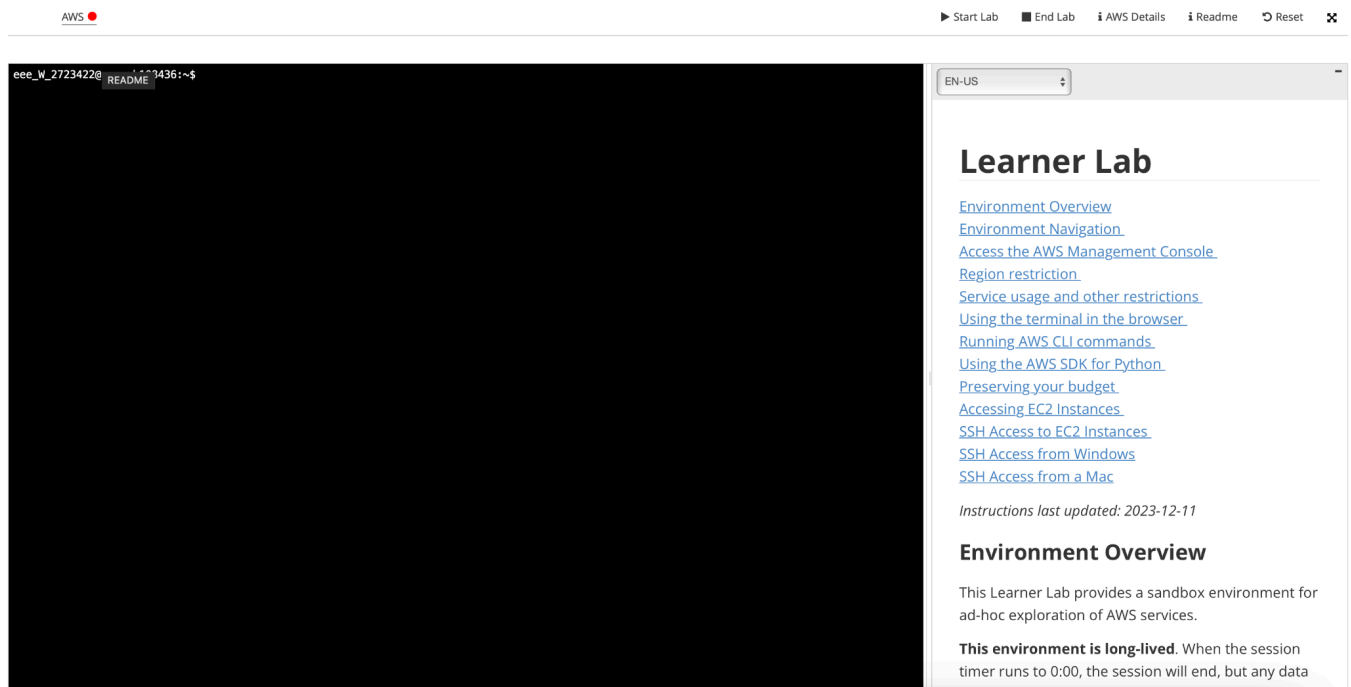 AWS
Start Lab End Lab AWS Details Readme Reset
eee_W_2723422@ 3436:~$
README
EN-US
Learner Lab
Environment Overview
Environment Navigation
Access the AWS Management Console
Region restriction
Service usage and other restrictions
Using the terminal in the browser
Running AWS CLI commands
Using the AWS SDK for Python
Preserving your budget
Accessing EC2 Instances
SSH Access to EC2 Instances
SSH Access from Windows
SSH Access from a Mac
Instructions last updated: 2023-12-11
Environment Overview
This Learner Lab provides a sandbox environment for
ad-hoc exploration of AWS services.
This environment is long-lived. When the session
timer runs to 0:00, the session will end, but any data